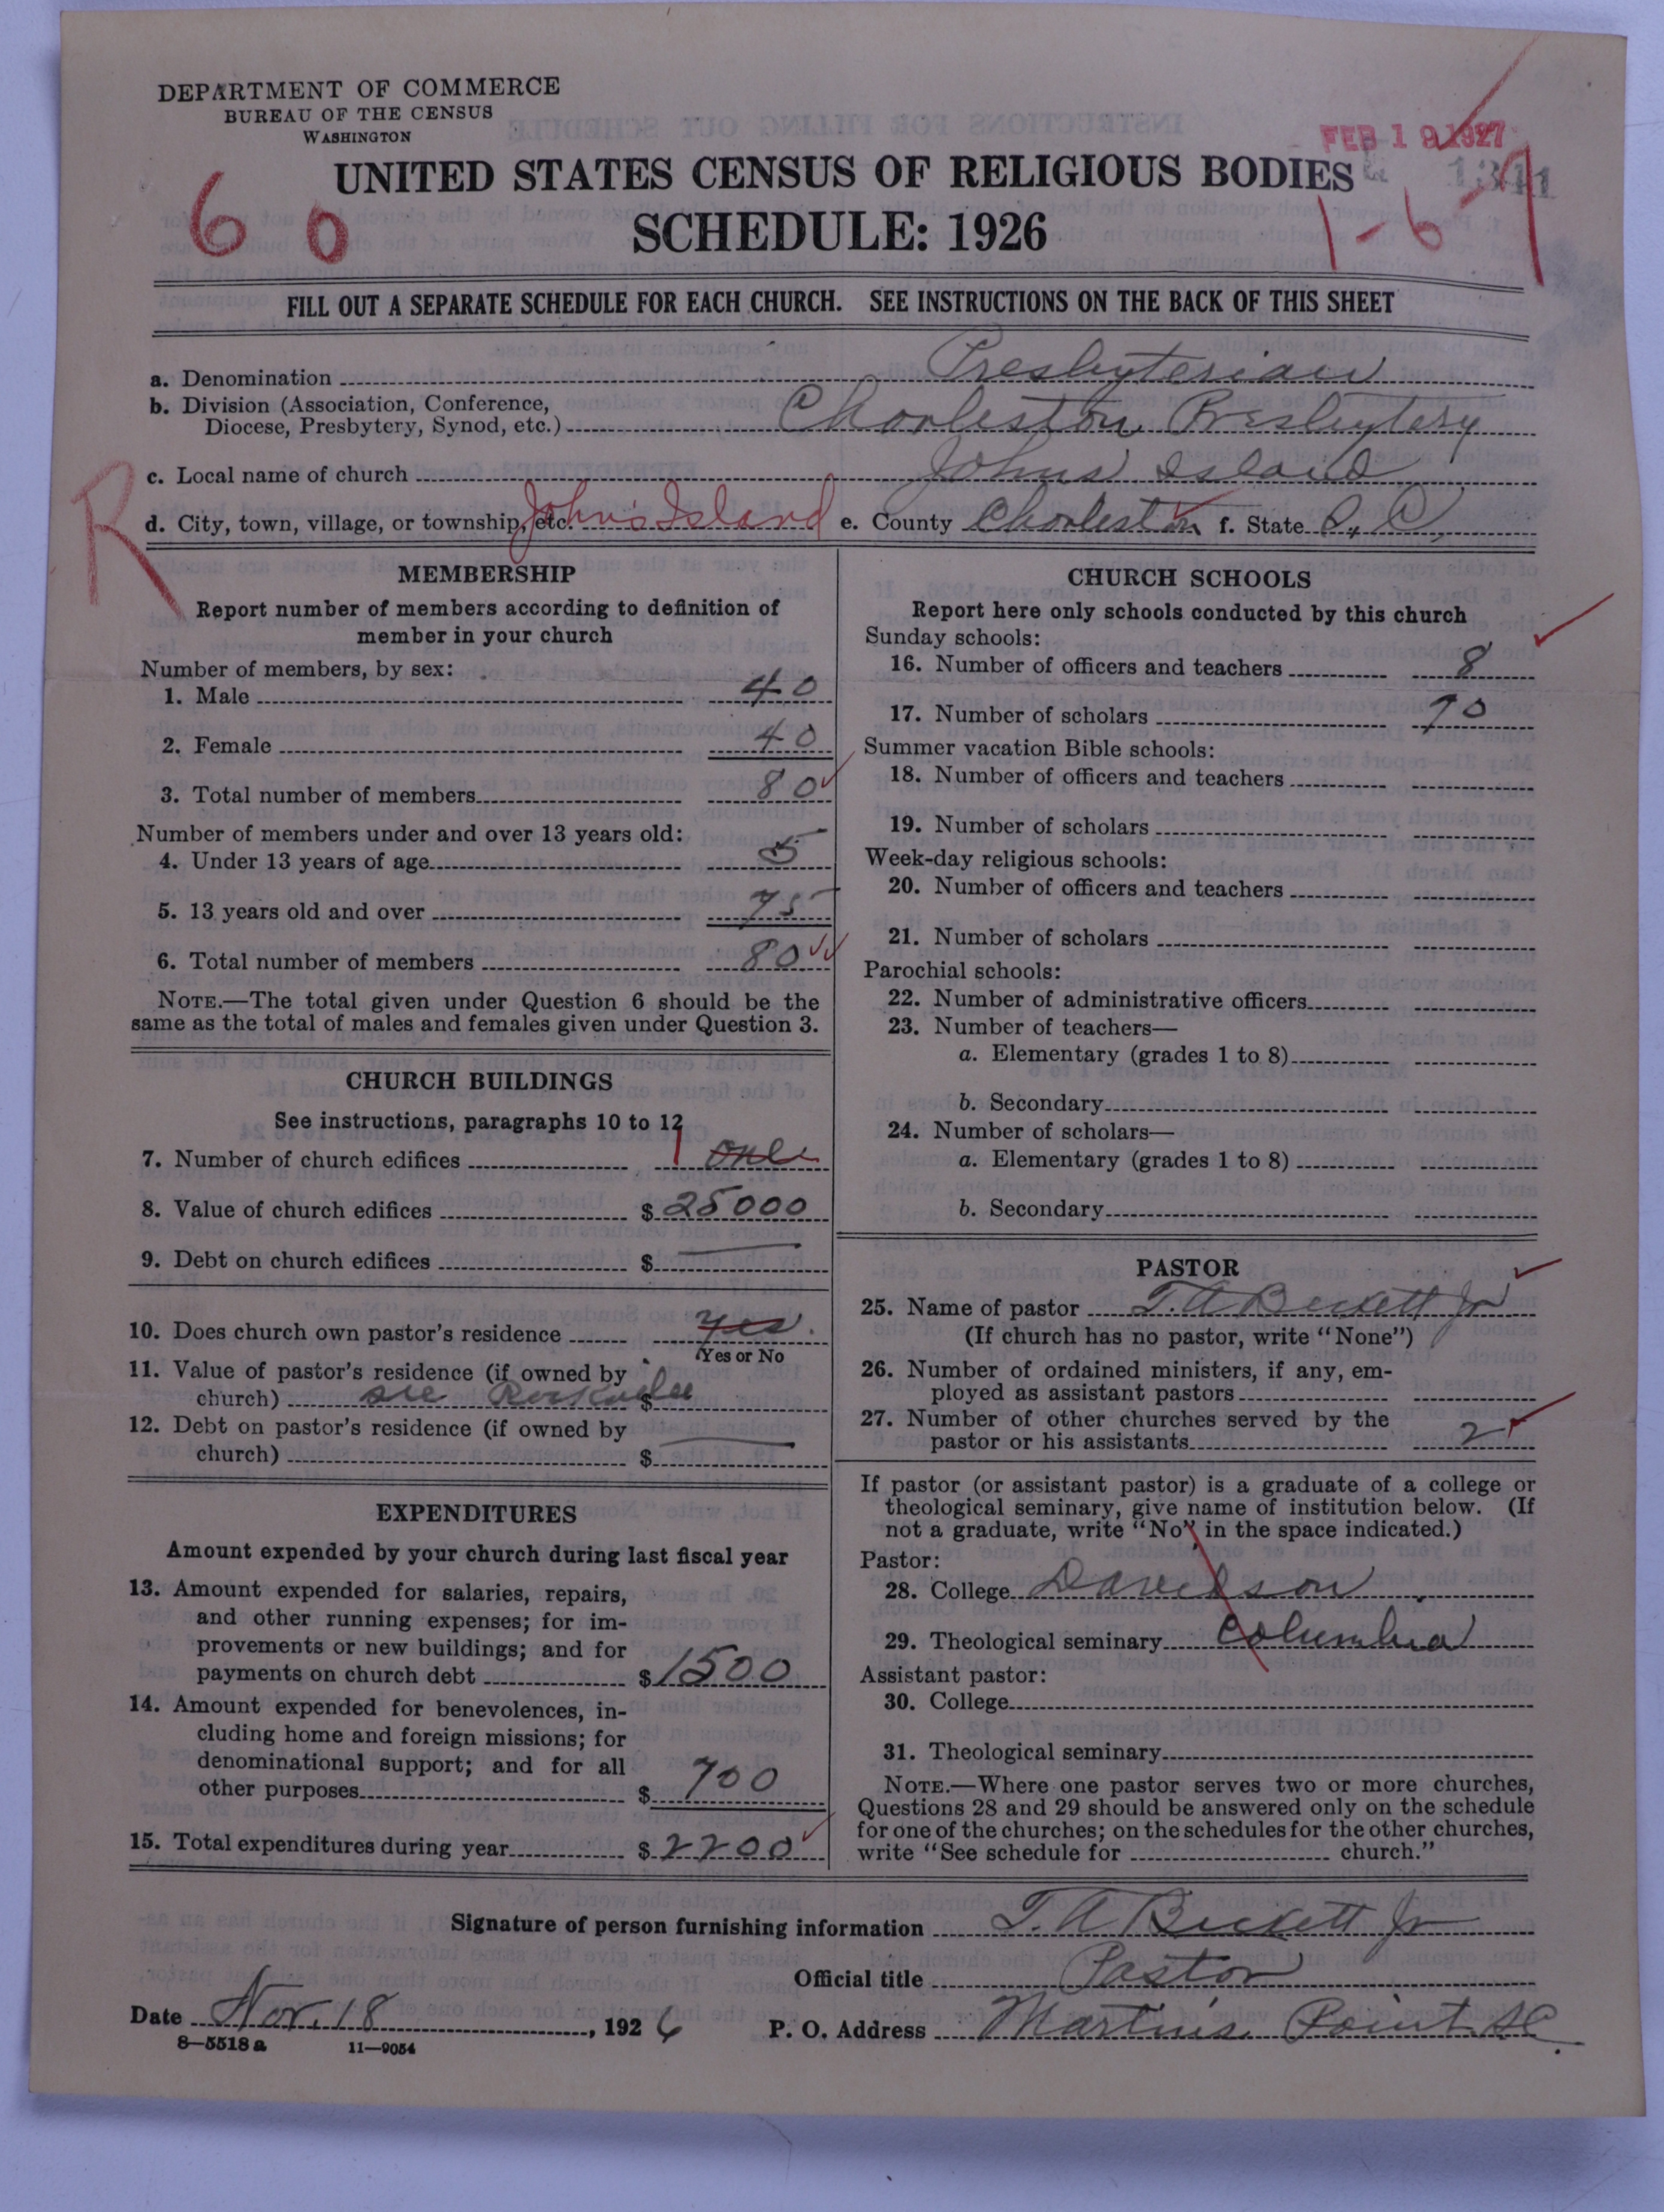 DEPARTMENT OF COMMERCE
BUREAU OF THE CENSUS
WASHINGTON
FEB 19 1927
1341
UNITED STATES CENSUS OF RELIGIOUS BODIES
SCHEDULE: 1926
60
1-6-1
FILL OUT A SEPARATE SCHEDULE FOR EACH CHURCH. SEE INSTRUCTIONS ON THE BACK OF THIS SHEET
a. Denomination Presbyterian
b. Division (Association, Conference, Diocese, Presbytery, Synod, etc.) Charleston Presbytery
c. Local name of church Johns Island
R
d. City, town, village, or township, etc. John's Island e. County Charleston f. State S. C.
MEMBERSHIP
Report number of members according to definition of
member in your church
Number of members, by sex:
1. Male 40
2. Female 40
3. Total number of members 80
Number of members under and over 13 years old:
4. Under 13 years of age 5
5. 13 years old and over 75
6. Total number of members 80
NOTE.—The total given under Question 6 should be the
same as the total of males and females given under Question 3.
CHURCH BUILDINGS
See instructions, paragraphs 10 to 12
7. Number of church edifices 1 one
8. Value of church edifices $ 25000
9. Debt on church edifices $
10. Does church own pastor's residence yes.
Yes or No
11. Value of pastor's residence (if owned by
church) see Rockville $
12. Debt on pastor's residence (if owned by
church) $
EXPENDITURES
Amount expended by your church during last fiscal year
13. Amount expended for salaries, repairs,
and other running expenses; for im-
provements or new buildings; and for
payments on church debt $ 1500
14. Amount expended for benevolences, in-
cluding home and foreign missions; for
denominational support; and for all
other purposes $ 700
15. Total expenditures during year $ 2200
CHURCH SCHOOLS
Report here only schools conducted by this church
Sunday schools:
16. Number of officers and teachers 8
17. Number of scholars 70
Summer vacation Bible schools:
18. Number of officers and teachers
19. Number of scholars
Week-day religious schools:
20. Number of officers and teachers
21. Number of scholars
Parochial schools:
22. Number of administrative officers
23. Number of teachers—
a. Elementary (grades 1 to 8)
b. Secondary
24. Number of scholars—
a. Elementary (grades 1 to 8)
b. Secondary
PASTOR
25. Name of pastor T. A Beckett Jr
(If church has no pastor, write "None")
26. Number of ordained ministers, if any, em-
ployed as assistant pastors
27. Number of other churches served by the
pastor or his assistants 2
If pastor (or assistant pastor) is a graduate of a college or
theological seminary, give name of institution below. (If
not a graduate, write "No" in the space indicated.)
Pastor:
28. College Davidson
29. Theological seminary Columbia
Assistant pastor:
30. College
31. Theological seminary
NOTE.—Where one pastor serves two or more churches,
Questions 28 and 29 should be answered only on the schedule
for one of the churches; on the schedules for the other churches,
write "See schedule for church."
Signature of person furnishing information T. A Beckett Jr
Official title Pastor
Date Nov. 18, 1926 P. O. Address Martins Point SC.
8—5518 a 11—9054